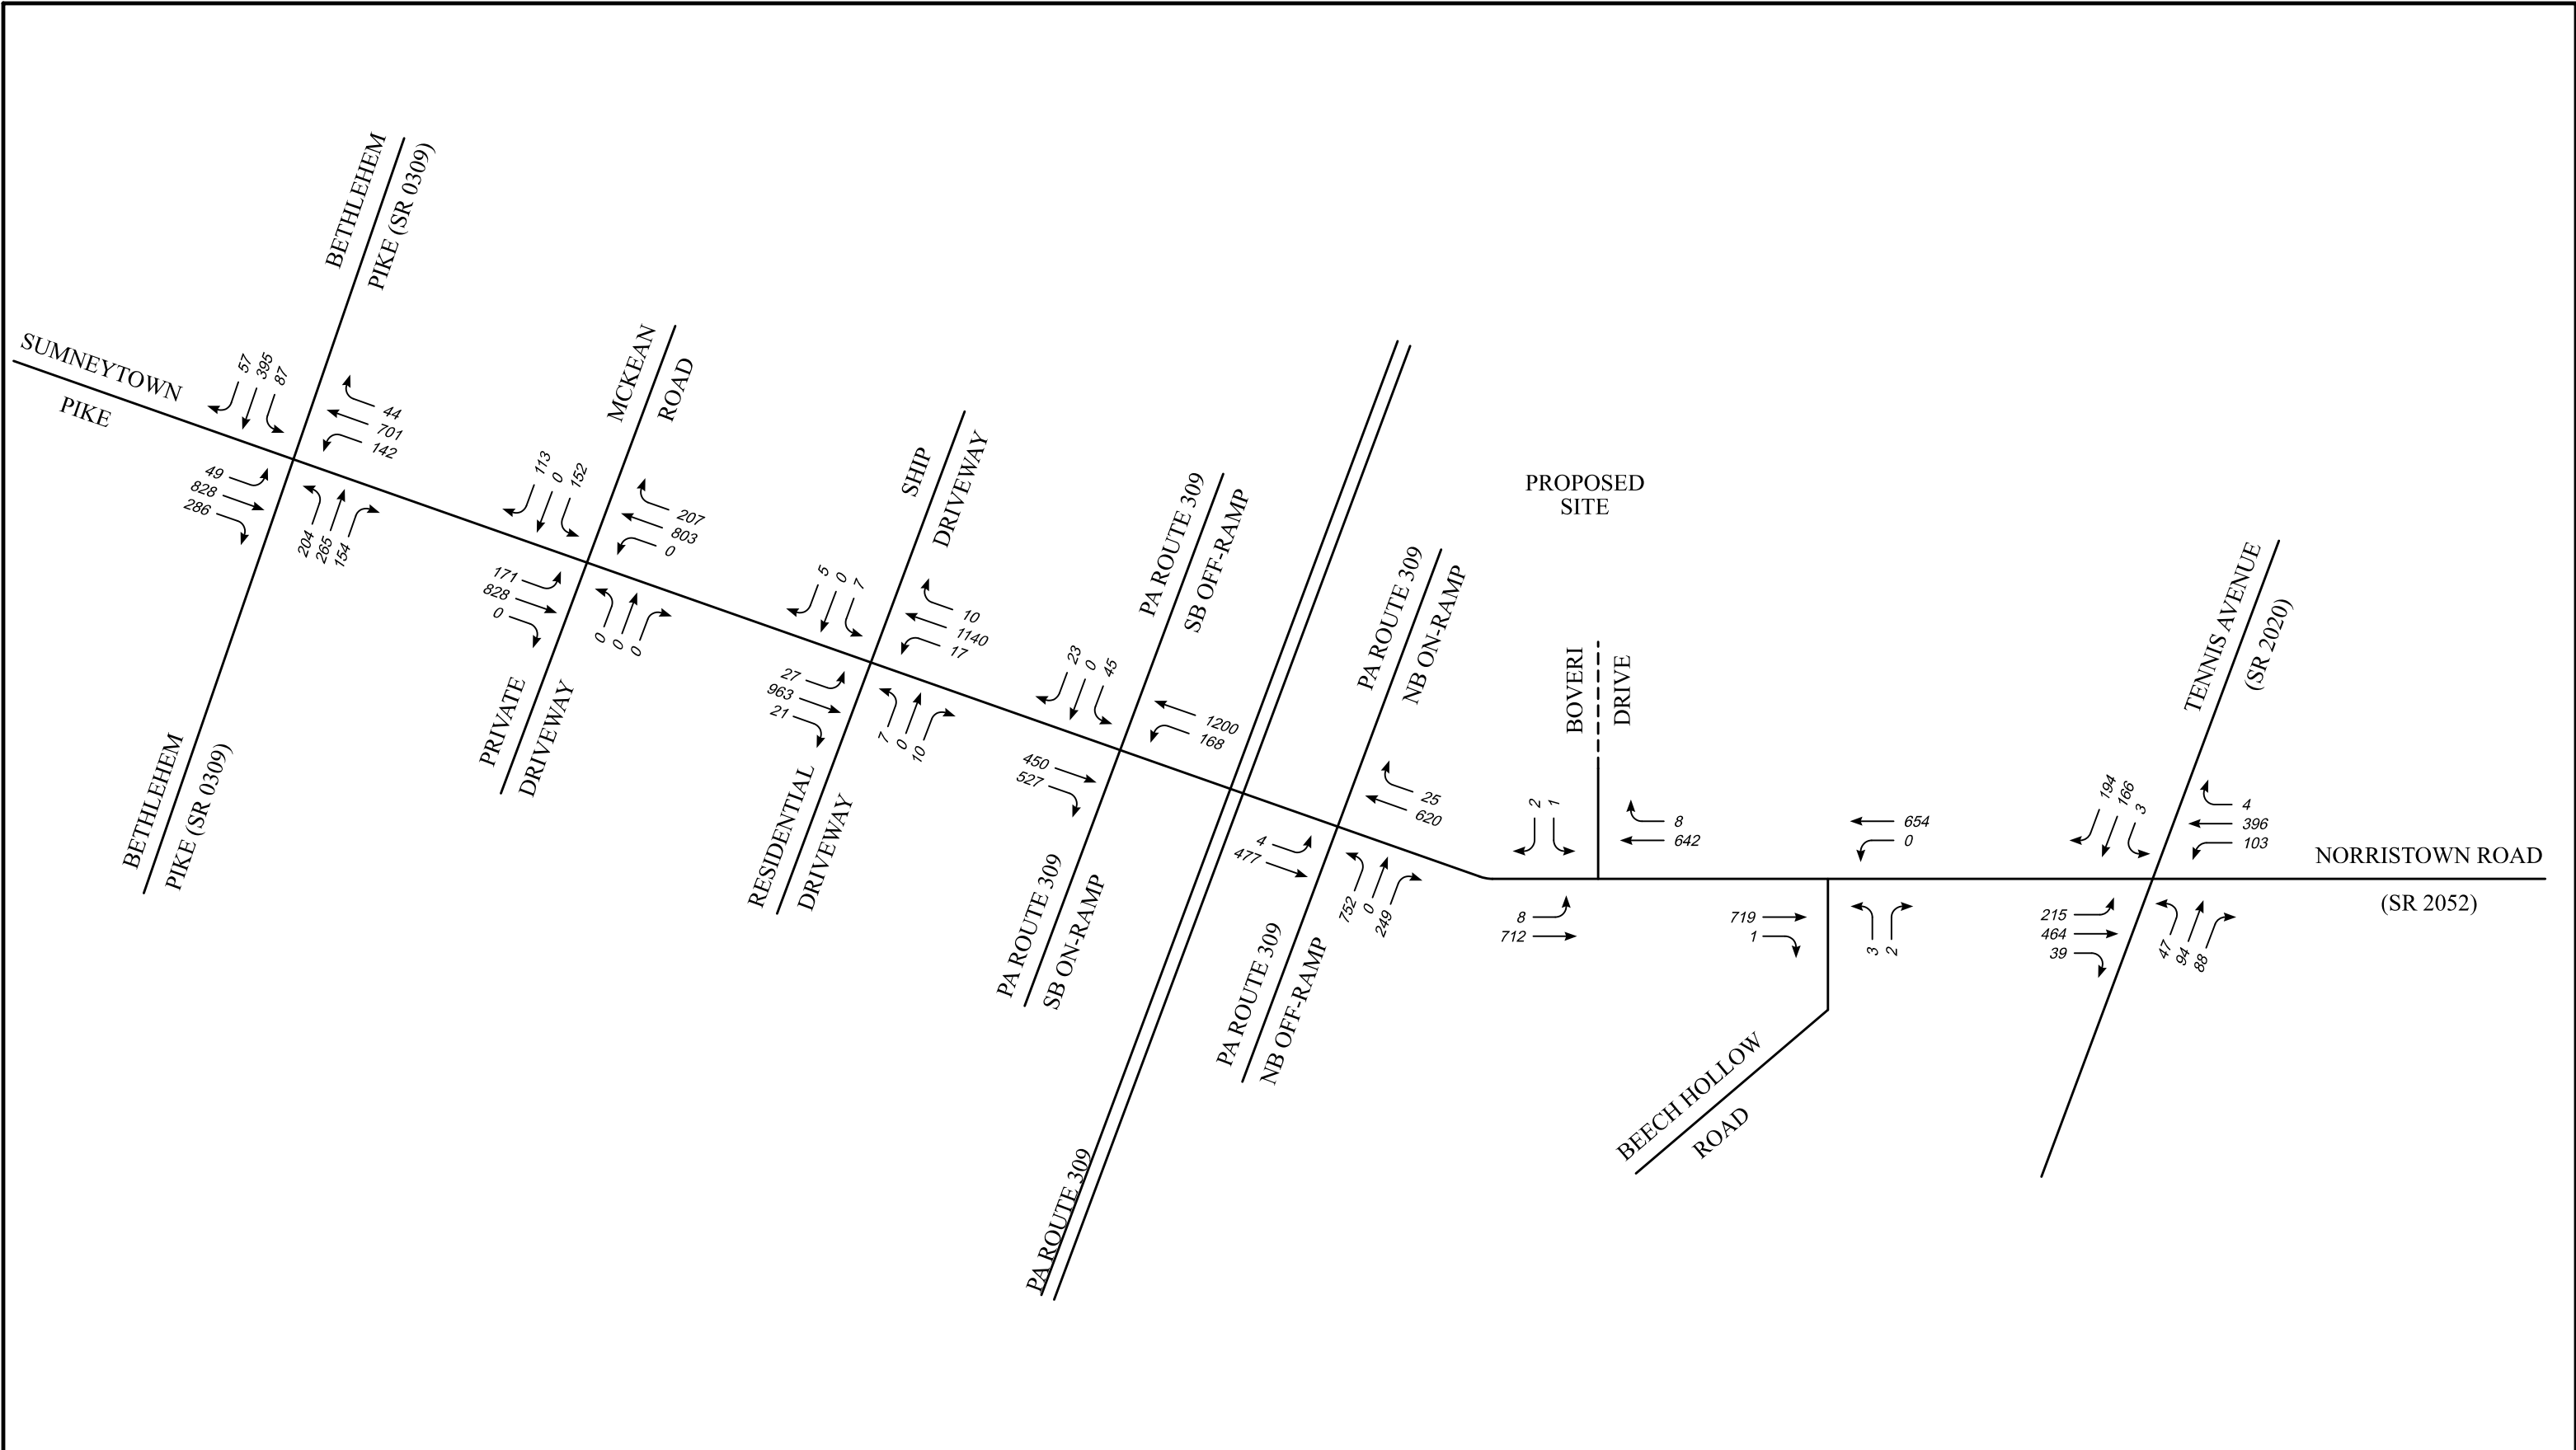 BETHLEHEM
PIKE (SR 0309)
SUMNEYTOWN
PIKE
57
395
87
44
701
142
49
828
286
204
265
154
BETHLEHEM
PIKE (SR 0309)
MCKEAN
ROAD
113
0
152
207
803
0
171
828
0
0
0
0
PRIVATE
DRIVEWAY
SHIP
DRIVEWAY
5
0
7
10
1140
17
27
963
21
7
0
10
RESIDENTIAL
DRIVEWAY
PA ROUTE 309
SB OFF-RAMP
23
0
45
1200
168
450
527
PA ROUTE 309
SB ON-RAMP
PA ROUTE 309
PA ROUTE 309
NB ON-RAMP
25
620
4
477
752
0
249
PA ROUTE 309
NB OFF-RAMP
PROPOSED
SITE
BOVERI
DRIVE
2
1
8
642
8
712
654
0
719
1
3
2
BEECH HOLLOW
ROAD
TENNIS AVENUE
(SR 2020)
194
166
3
4
396
103
215
464
39
47
94
88
NORRISTOWN ROAD
(SR 2052)